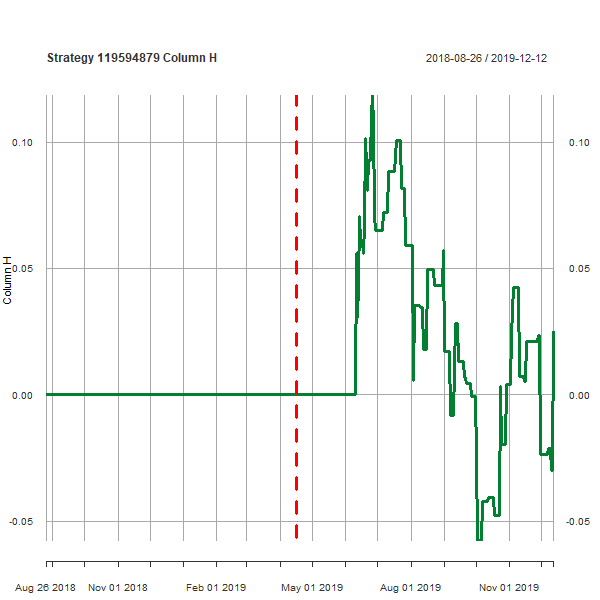 Strategy 119594879 Column H
2018-08-26 / 2019-12-12
0.10 0.10
0.05 0.05
Column H
0.00 0.00
-0.05 -0.05
Aug 26 2018 Nov 01 2018 Feb 01 2019 May 01 2019 Aug 01 2019 Nov 01 2019